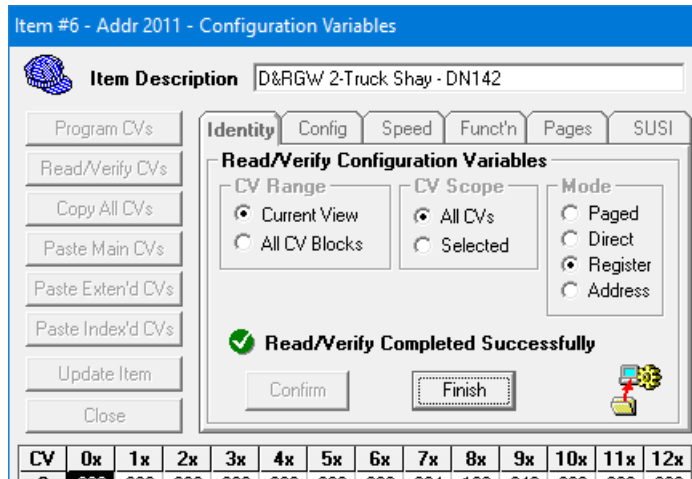 Item #6 - Addr 2011 - Configuration Variables
Item Description D&RGW 2-Truck Shay - DN142
Program CVs
Read/Verify CVs
Copy All CVs
Paste Main CVs
Paste Exten'd CVs
Paste Index'd CVs
Update Item
Close
Identity Config Speed Funct'n Pages SUSI
Read/Verify Configuration Variables
CV Range
Current View
All CV Blocks
CV Scope
All CVs
Selected
Mode
Paged
Direct
Register
Address
Read/Verify Completed Successfully
Confirm Finish
CV 0x 1x 2x 3x 4x 5x 6x 7x 8x 9x 10x 11x 12x